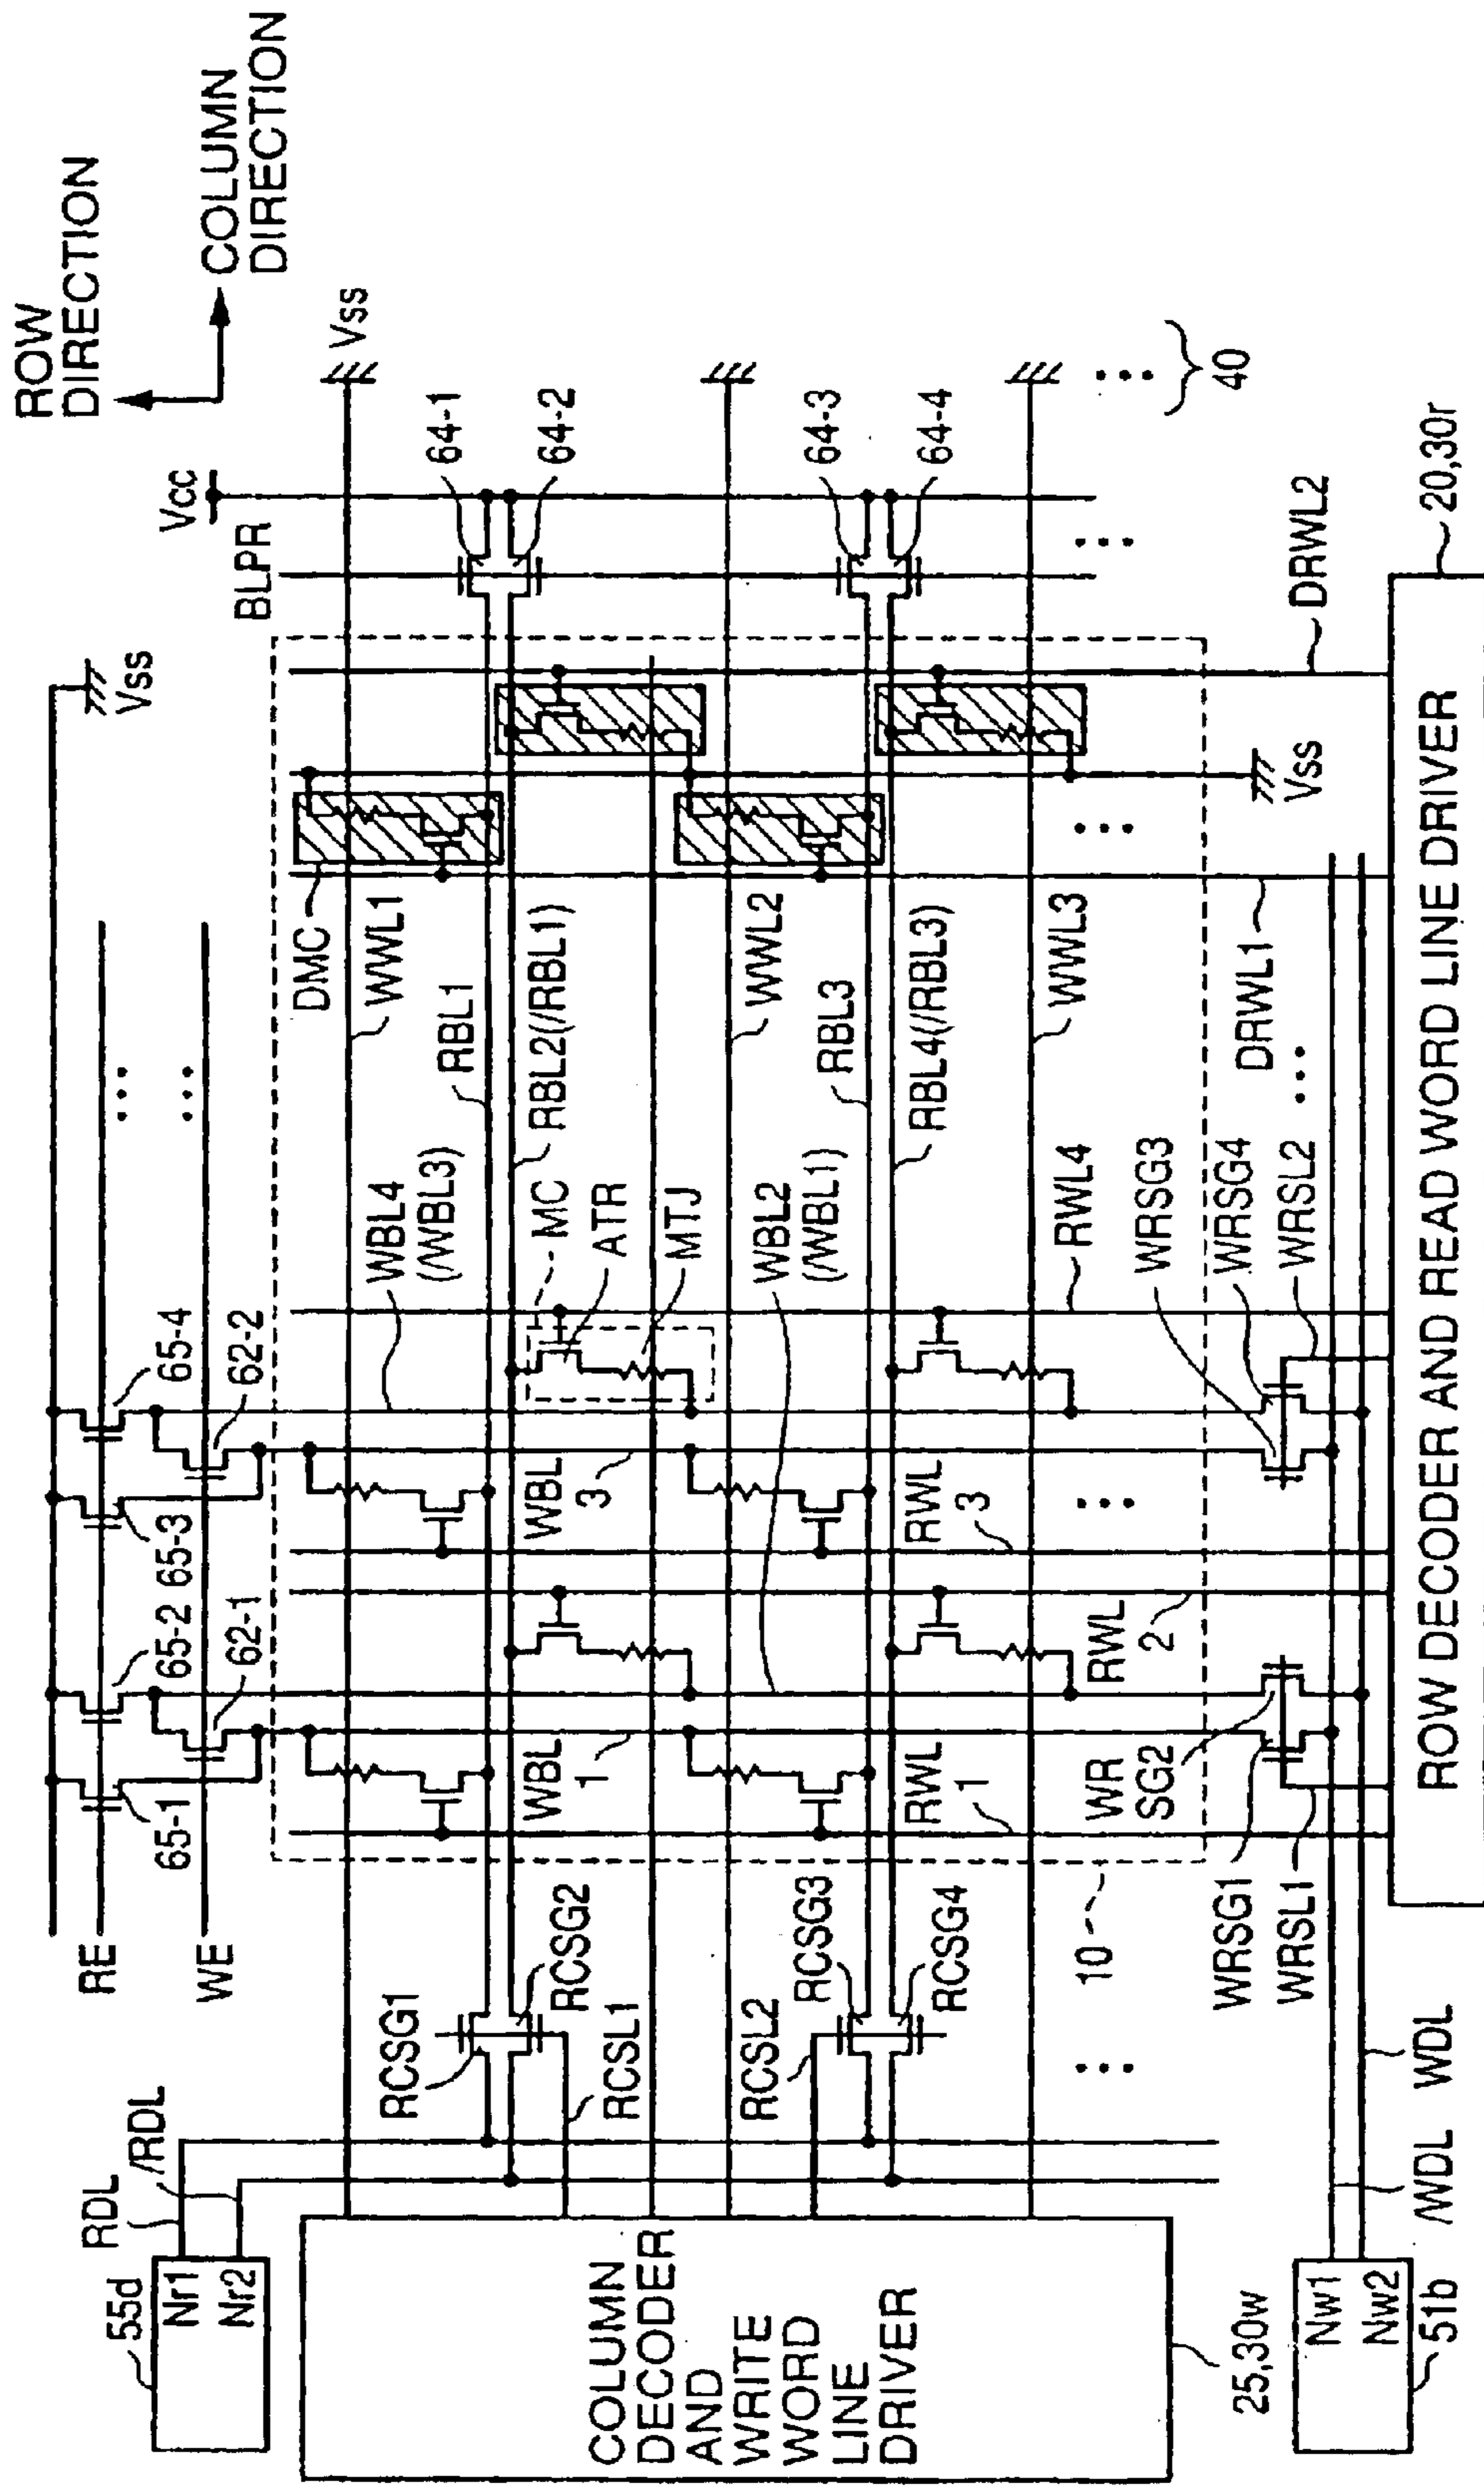 ROW
DIRECTION
COLUMN
DIRECTION
RE
WE
Vss
65-1
65-2
65-3
65-4
62-1
62-2
...
...
Vcc
BLPR
Vss
64-1
64-2
64-3
64-4
40
55d
Nr1
Nr2
RDL
/RDL
COLUMN
DECODER
AND
WRITE
WORD
LINE
DRIVER
25,30w
RCSG1
RCSG2
RCSL1
RCSL2
RCSG3
RCSG4
...
10
WBL4
(/WBL3)
DMC
WWL1
RBL1
RBL2(/RBL1)
MC
ATR
MTJ
WBL
1
WBL
3
WBL2
(/WBL1)
WWL2
RBL3
RBL4(/RBL3)
WWL3
RWL
1
RWL
2
RWL
3
RWL4
...
...
...
Vss
DRWL1
DRWL2
...
...
WR
SG2
WRSG1
WRSL1
WRSG3
WRSG4
WRSL2
51b
Nw1
Nw2
/WDL
WDL
ROW DECODER AND READ WORD LINE DRIVER
20,30r